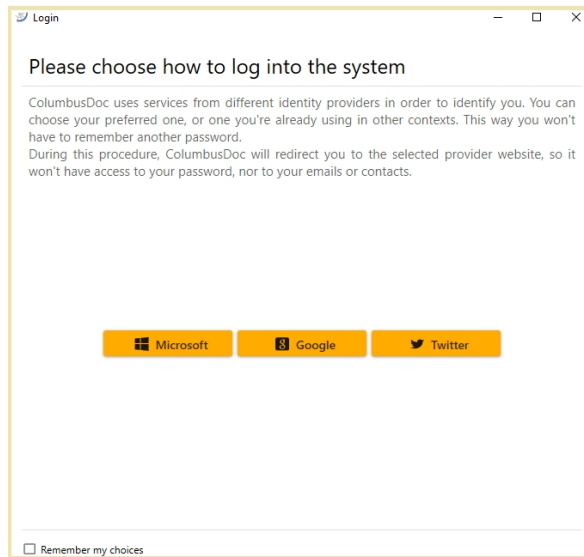 Login
Please choose how to log into the system
ColumbusDoc uses services from different identity providers in order to identify you. You can
choose your preferred one, or one you're already using in other contexts. This way you won't
have to remember another password.
During this procedure, ColumbusDoc will redirect you to the selected provider website, so it
won't have access to your password, nor to your emails or contacts.
Microsoft Google Twitter
Remember my choices